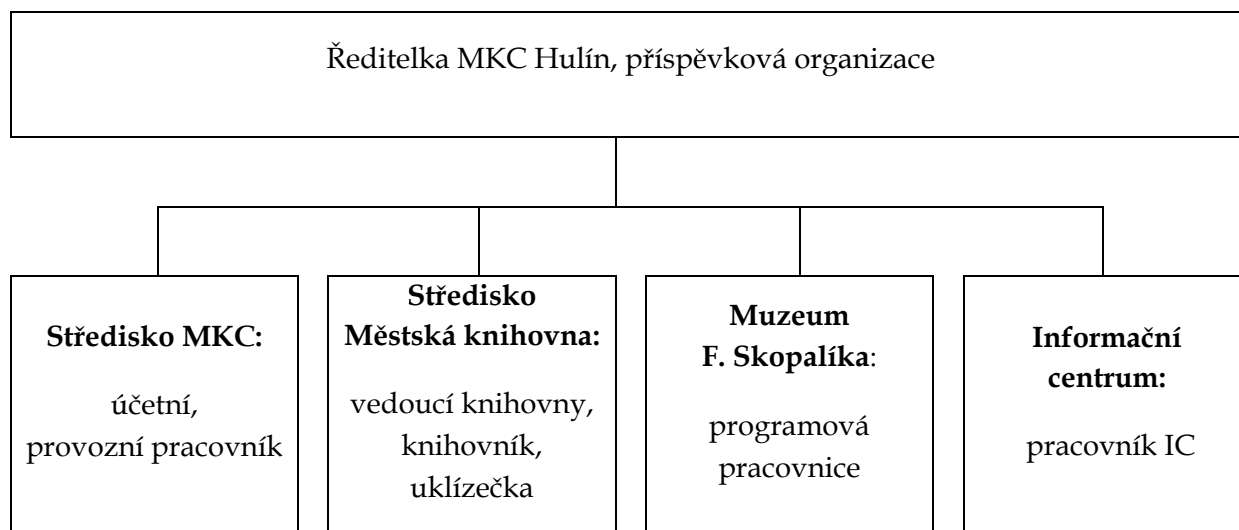 Ředitelka MKC Hulín, příspěvková organizace
Středisko MKC:
účetní,
provozní pracovník
Středisko
Městská knihovna:
vedoucí knihovny,
knihovník,
uklízečka
Muzeum
F. Skopalíka:
programová
pracovnice
Informační
centrum:
pracovník IC